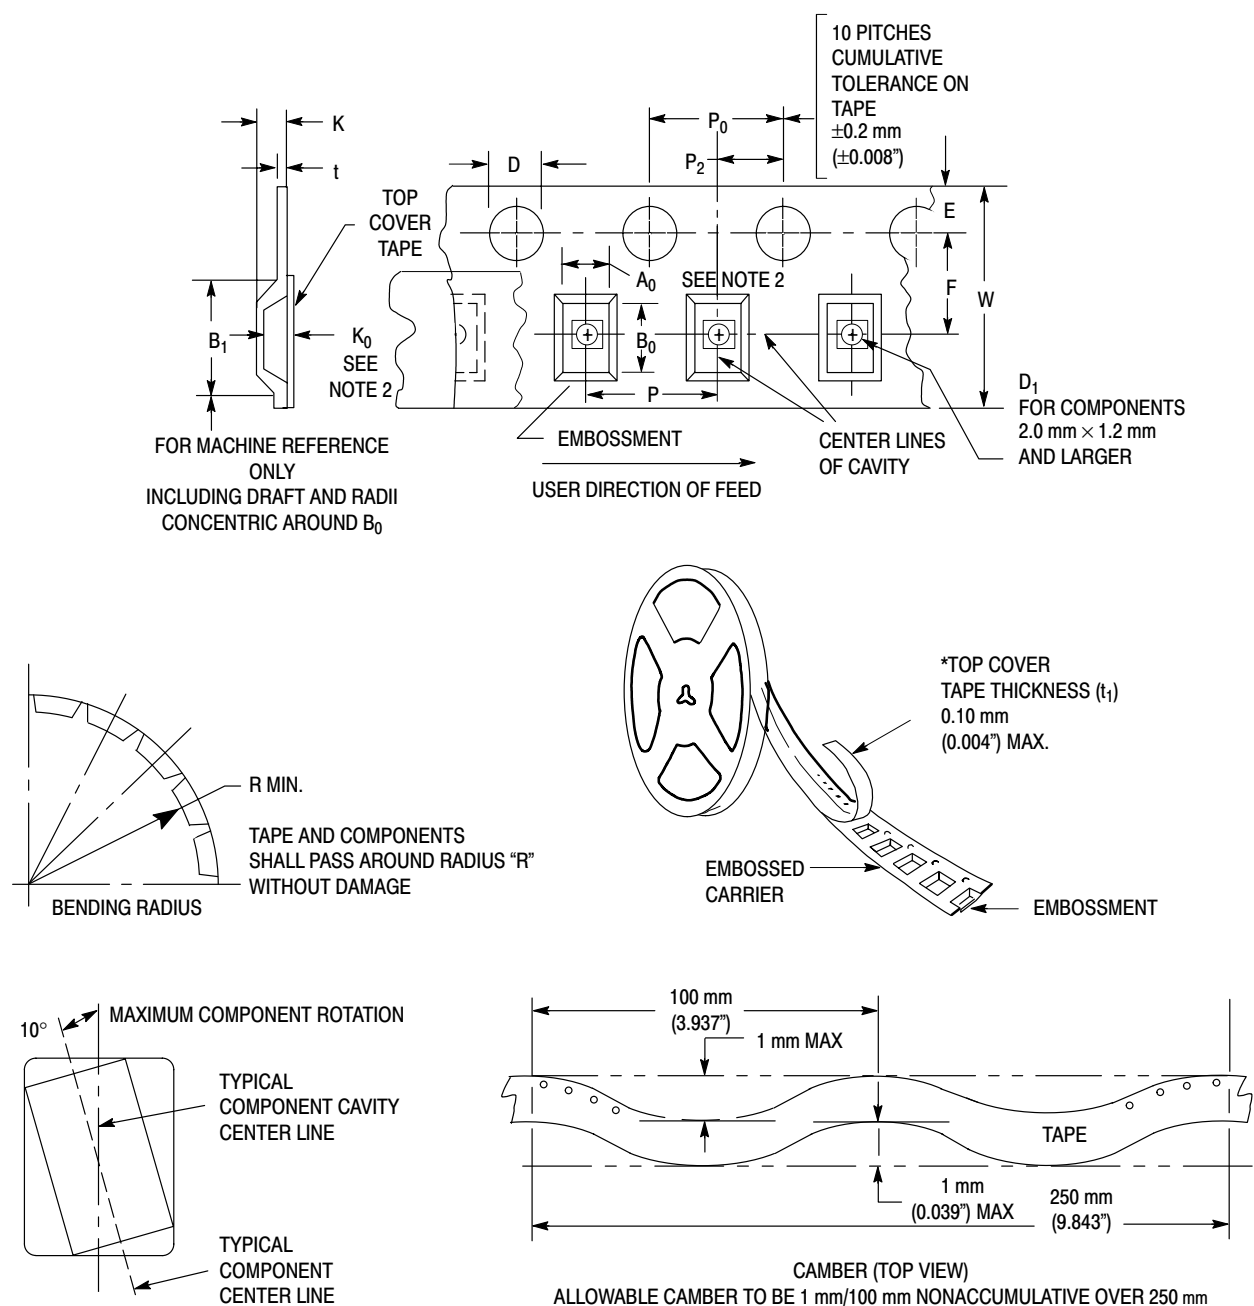 10 PITCHES
CUMULATIVE
TOLERANCE ON
TAPE
±0.2 mm
(±0.008”)
K
t
D
P0
P2
E
TOP
COVER
TAPE
A0
SEE NOTE 2
F
W
B1
K0
SEE
NOTE 2
B0
P
D1
FOR COMPONENTS
2.0 mm × 1.2 mm
AND LARGER
EMBOSSMENT
CENTER LINES
OF CAVITY
FOR MACHINE REFERENCE
ONLY
INCLUDING DRAFT AND RADII
CONCENTRIC AROUND B0
USER DIRECTION OF FEED
*TOP COVER
TAPE THICKNESS (t1)
0.10 mm
(0.004”) MAX.
R MIN.
TAPE AND COMPONENTS
SHALL PASS AROUND RADIUS “R”
WITHOUT DAMAGE
BENDING RADIUS
EMBOSSED
CARRIER
EMBOSSMENT
10°
MAXIMUM COMPONENT ROTATION
TYPICAL
COMPONENT CAVITY
CENTER LINE
TYPICAL
COMPONENT
CENTER LINE
100 mm
(3.937”)
1 mm MAX
TAPE
1 mm
(0.039”) MAX
250 mm
(9.843”)
CAMBER (TOP VIEW)
ALLOWABLE CAMBER TO BE 1 mm/100 mm NONACCUMULATIVE OVER 250 mm